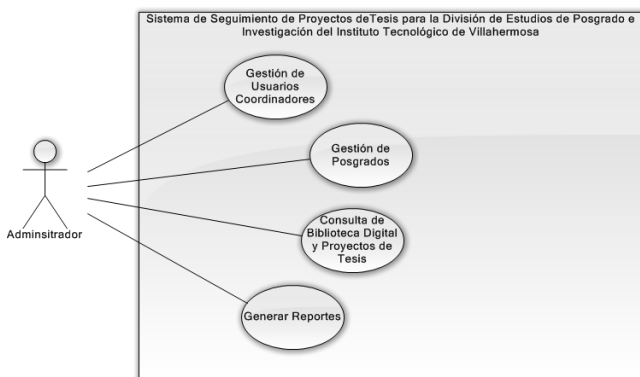 Sistema de Seguimiento de Proyectos deTesis para la División de Estudios de Posgrado e
Investigación del Instituto Tecnológico de Villahermosa
Gestión de
Usuarios
Coordinadores
Gestión de
Posgrados
Adminsitrador
Consulta de
Biblioteca Digital
y Proyectos de
Tesis
Generar Reportes